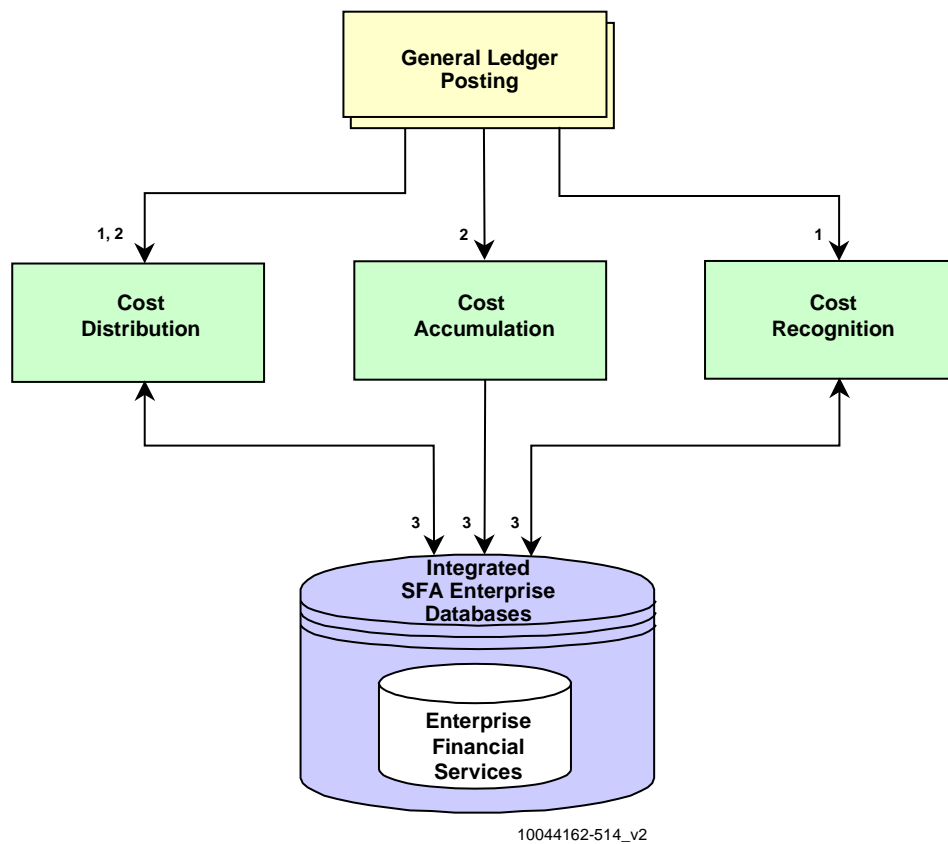 General Ledger
Posting
1, 2
2
1
Cost
Distribution
Cost
Accumulation
Cost
Recognition
3
3
3
Integrated
SFA Enterprise
Databases
Enterprise
Financial
Services
10044162-514_v2